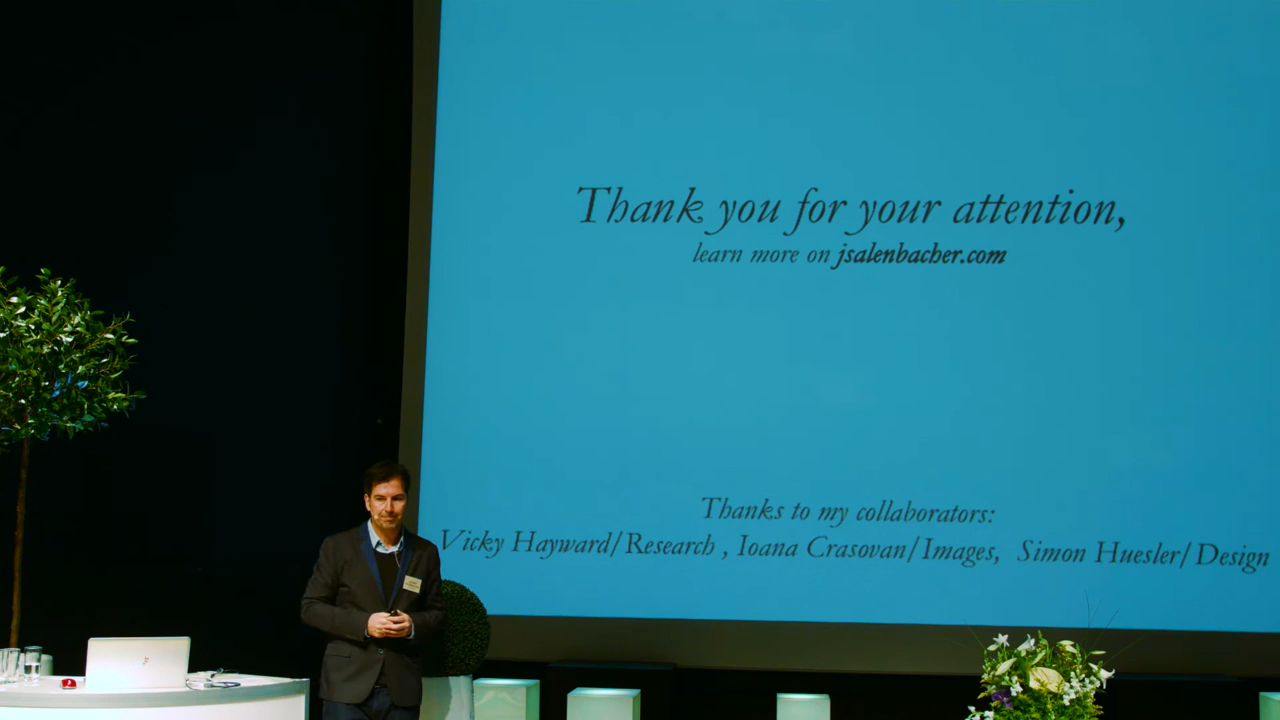 Thank you for your attention,
learn more on jsalenbacher.com
Thanks to my collaborators:
Vicky Hayward/Research , Ioana Crasovan/Images, Simon Huesler/Design